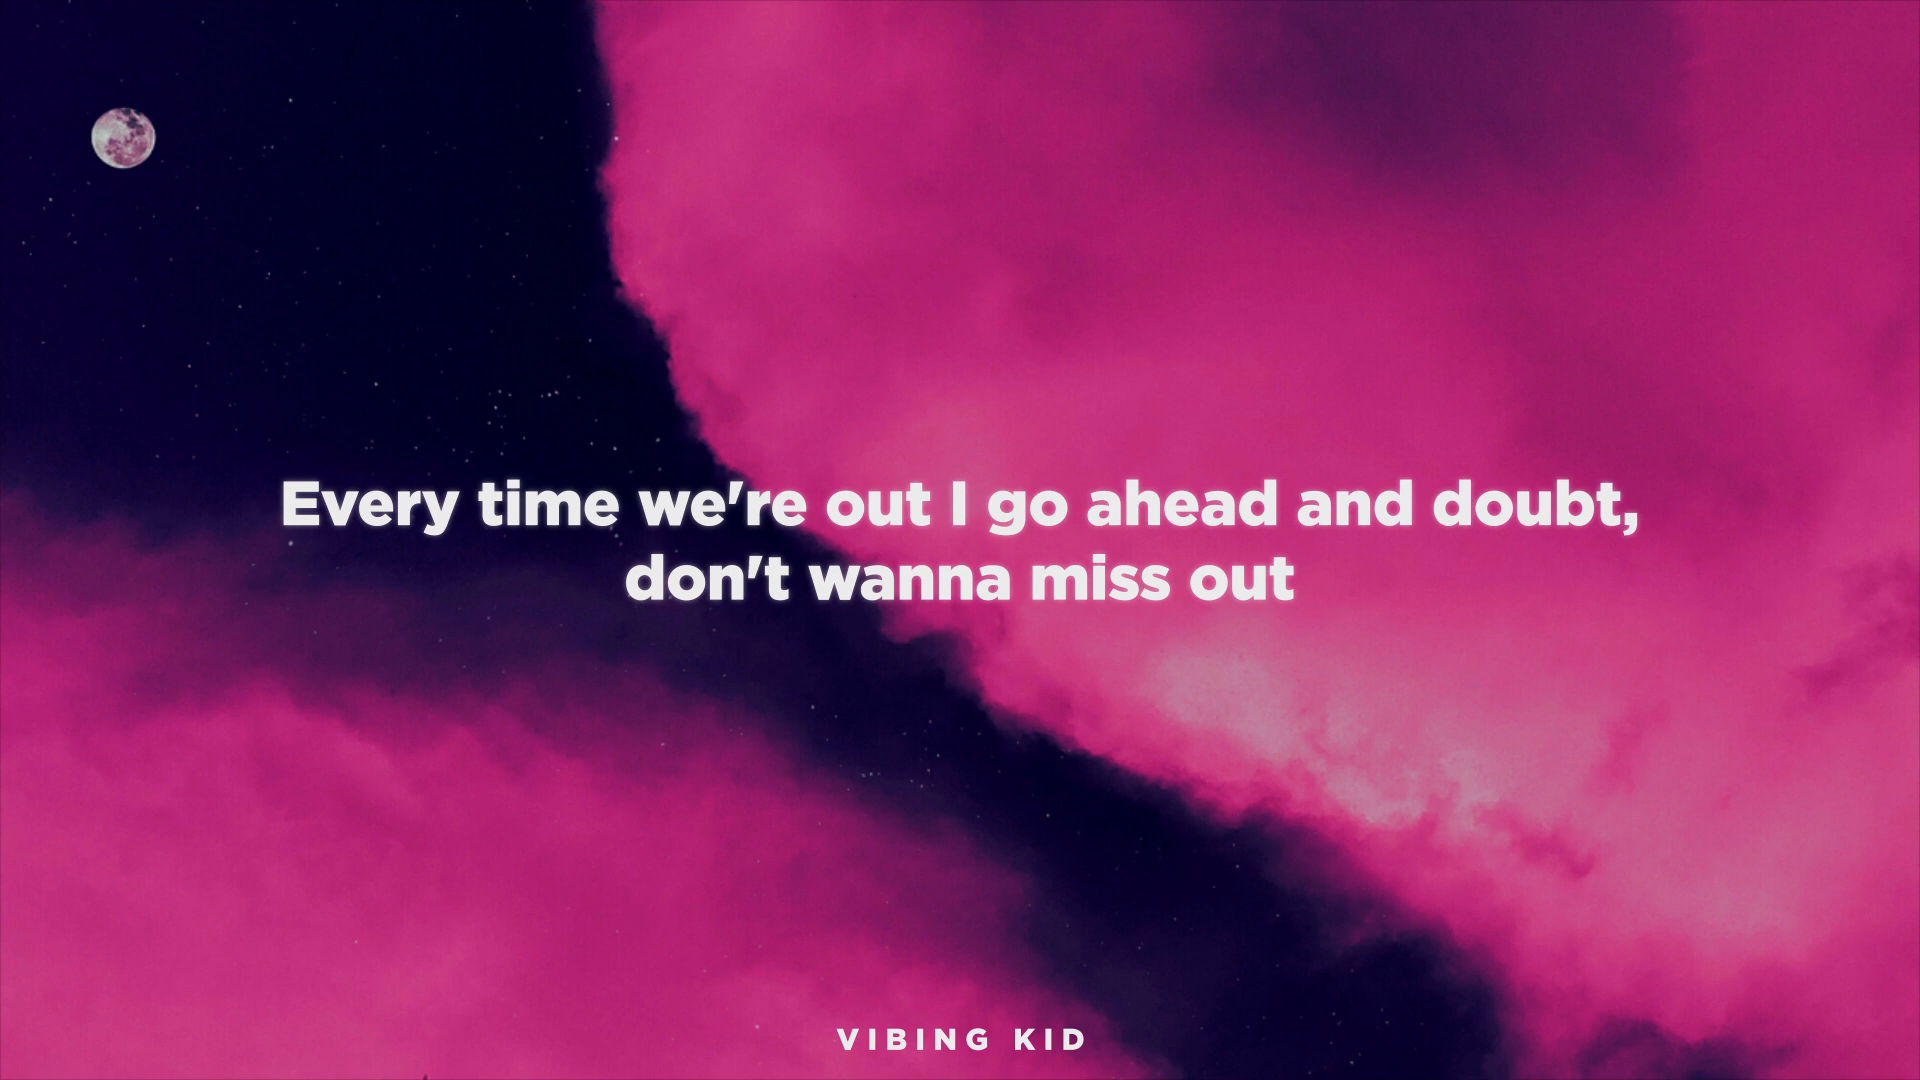 Every time we're out I go ahead and doubt,
don't wanna miss out
VIBING KID